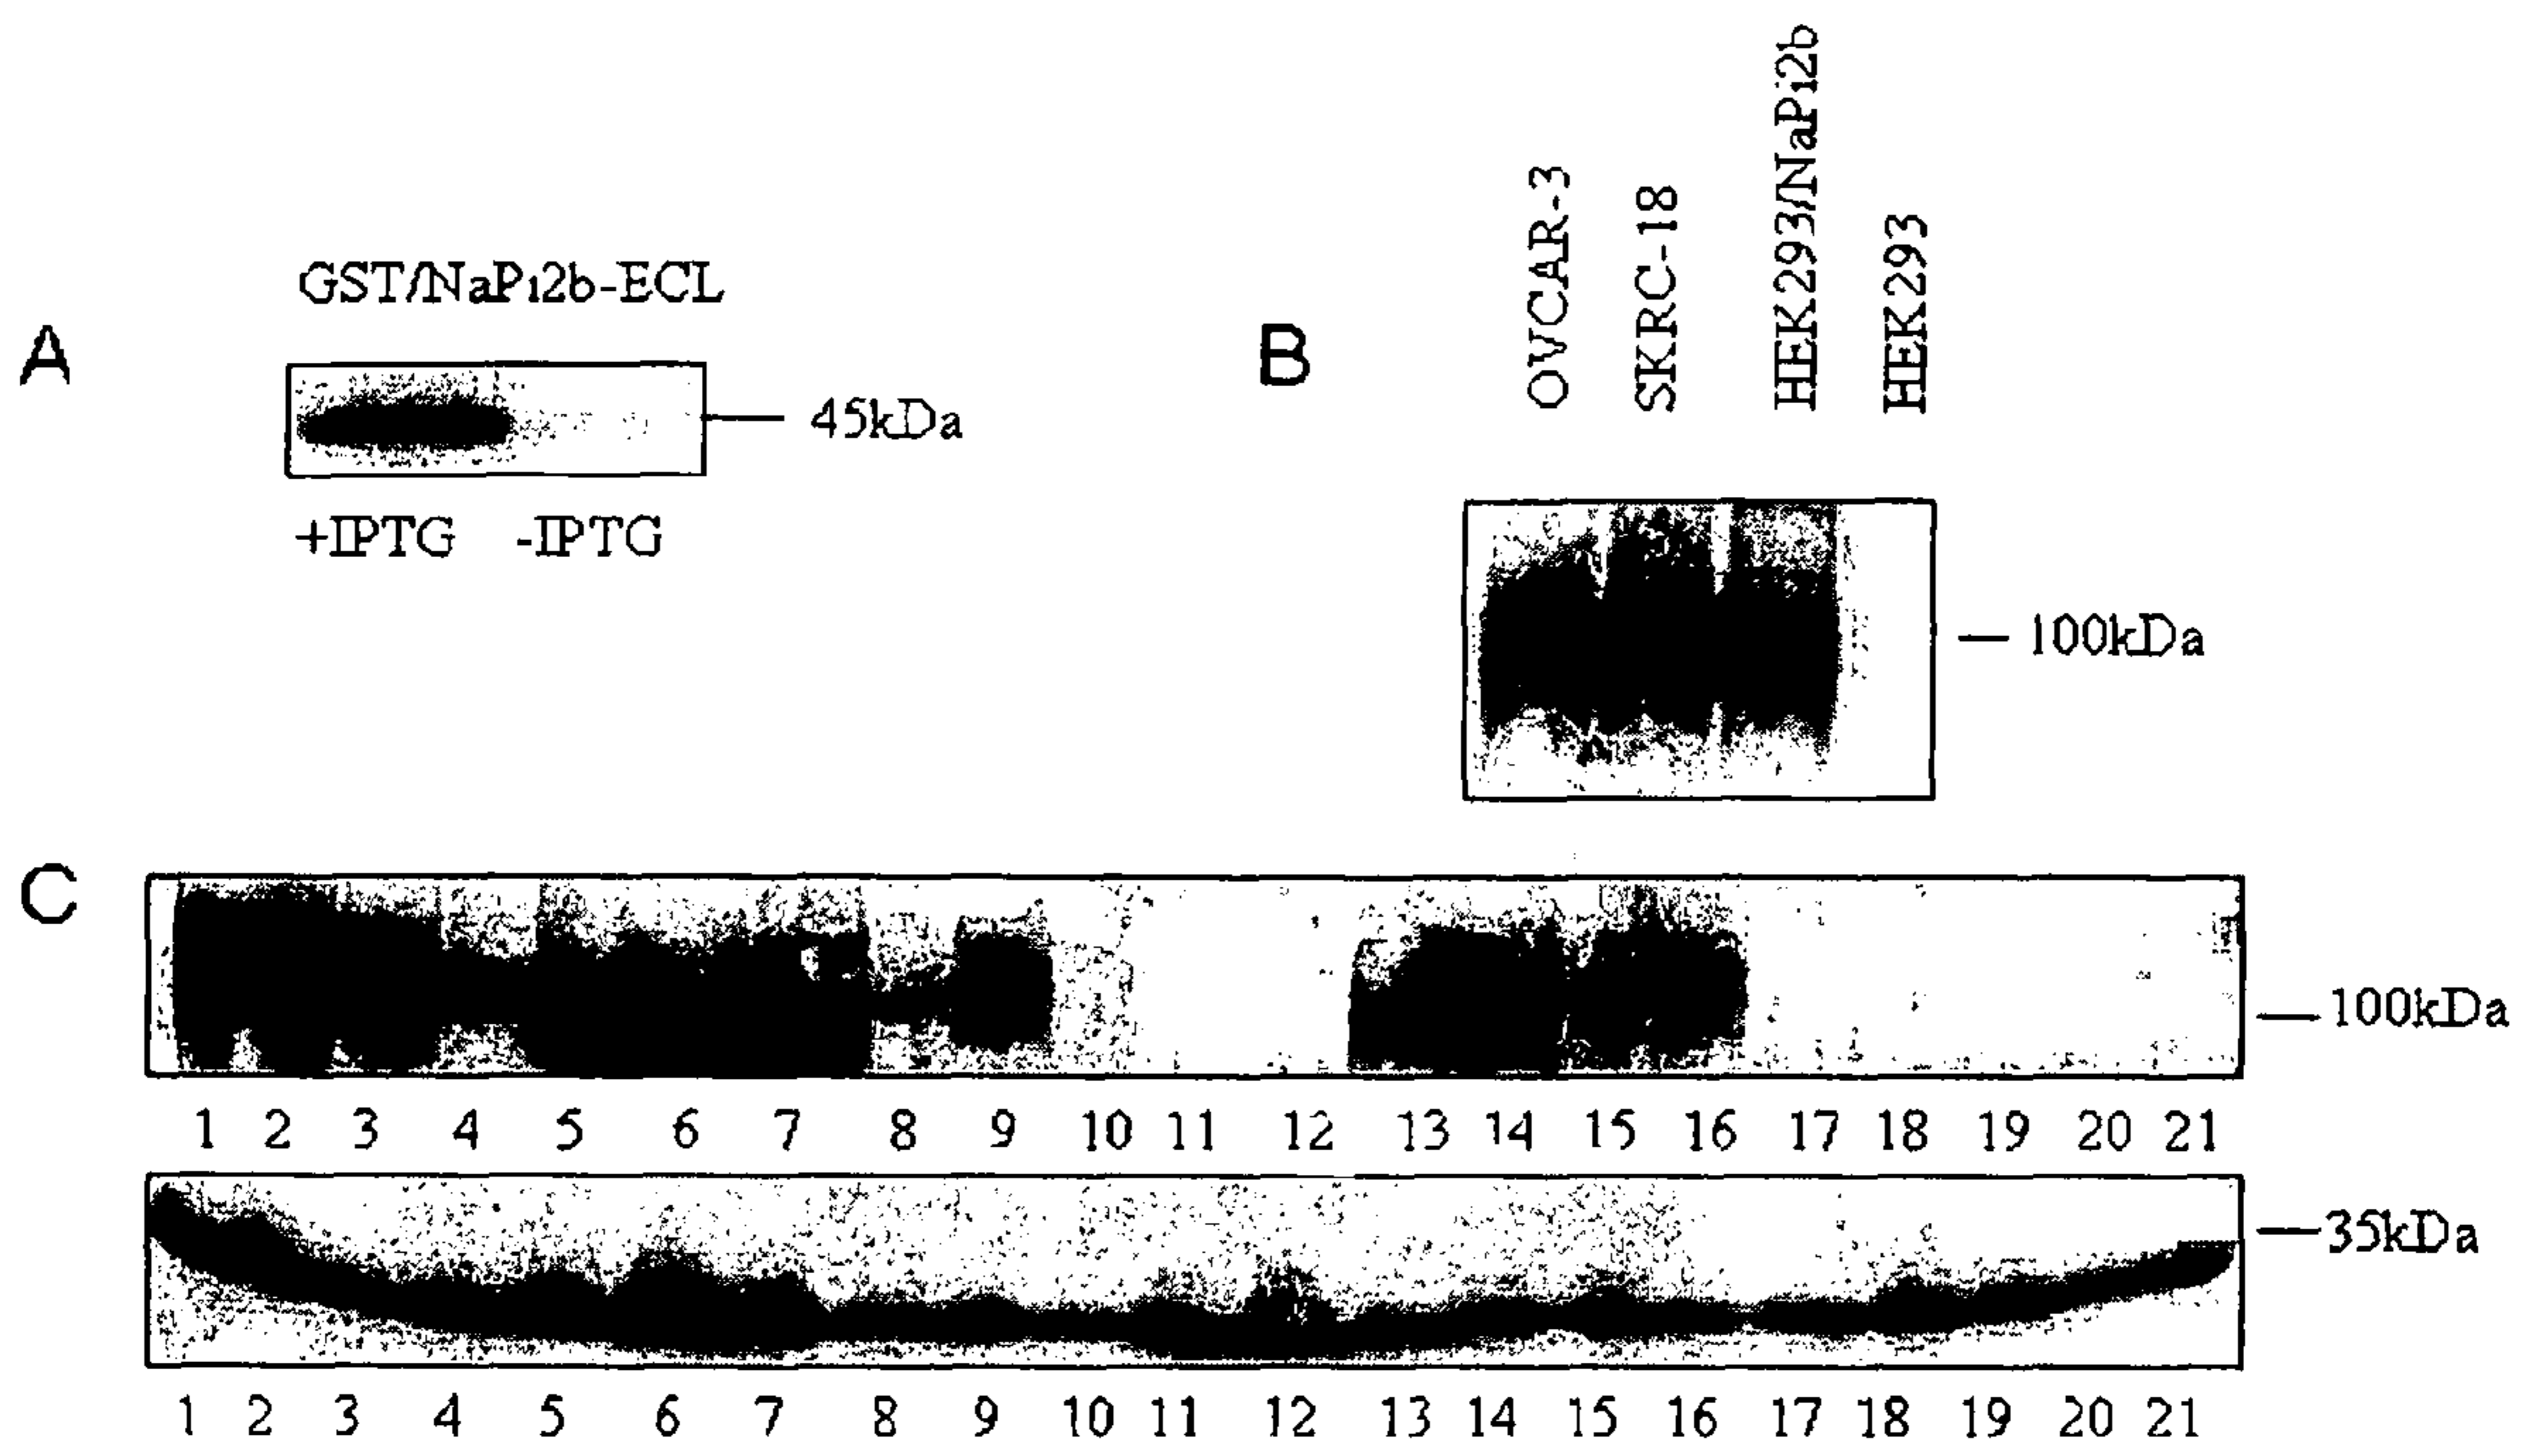 A
GST/NaPi2b-ECL
45kDa
+IPTG -IPTG
B
OVCAR-3
SKRC-18
HEK293/NaPi2b
HEK293
100kDa
C
100kDa
1 2 3 4 5 6 7 8 9 10 11 12 13 14 15 16 17 18 19 20 21
35kDa
1 2 3 4 5 6 7 8 9 10 11 12 13 14 15 16 17 18 19 20 21